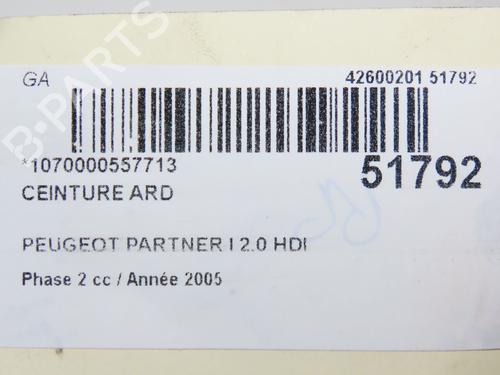 GA
42600201 51792
*1070000557713
51792
CEINTURE ARD
PEUGEOT PARTNER I 2.0 HDI
Phase 2 cc / Année 2005
B-PARTS